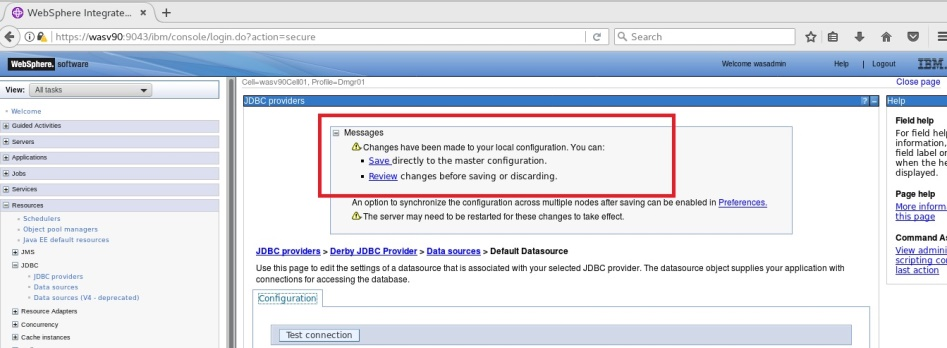 WebSphere Integrate...
https://wasv90:9043/ibm/console/login.do?action=secure
Search
WebSphere. software
Welcome wasadmin
Help
Logout
IBM.
View: All tasks
Cell=wasv90Cell01, Profile=Dmgr01
Close page
Welcome
Guided Activities
Servers
Applications
Jobs
Services
Resources
Schedulers
Object pool managers
Java EE default resources
JMS
JDBC
JDBC providers
Data sources
Data sources (V4 - deprecated)
Resource Adapters
Concurrency
Cache instances
JDBC providers
Messages
Changes have been made to your local configuration. You can:
Save directly to the master configuration.
Review changes before saving or discarding.
An option to synchronize the configuration across multiple nodes after saving can be enabled in Preferences.
The server may need to be restarted for these changes to take effect.
JDBC providers > Derby JDBC Provider > Data sources > Default Datasource
Use this page to edit the settings of a datasource that is associated with your selected JDBC provider. The datasource object supplies your application with
connections for accessing the database.
Configuration
Test connection
Help
Field help
For field hel
information,
field label o
when the he
displayed.
Page help
More inform
this page
Command As
View admini
scripting co
last action